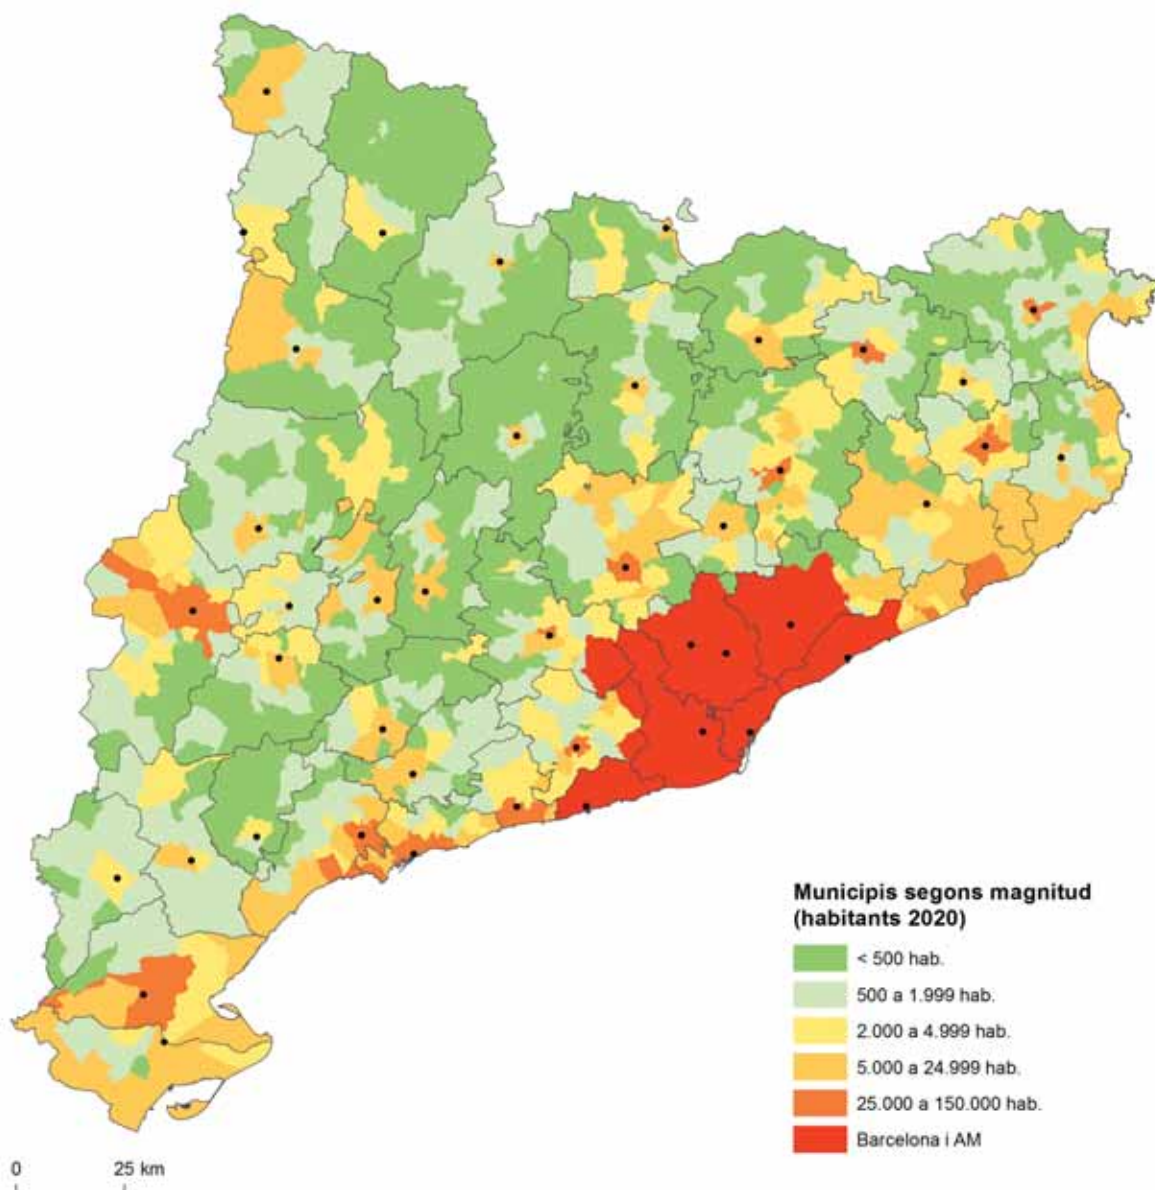 Municipis segons magnitud
(habitants 2020)
< 500 hab.
500 a 1.999 hab.
2.000 a 4.999 hab.
5.000 a 24.999 hab.
25.000 a 150.000 hab.
Barcelona i AM
0 25 km